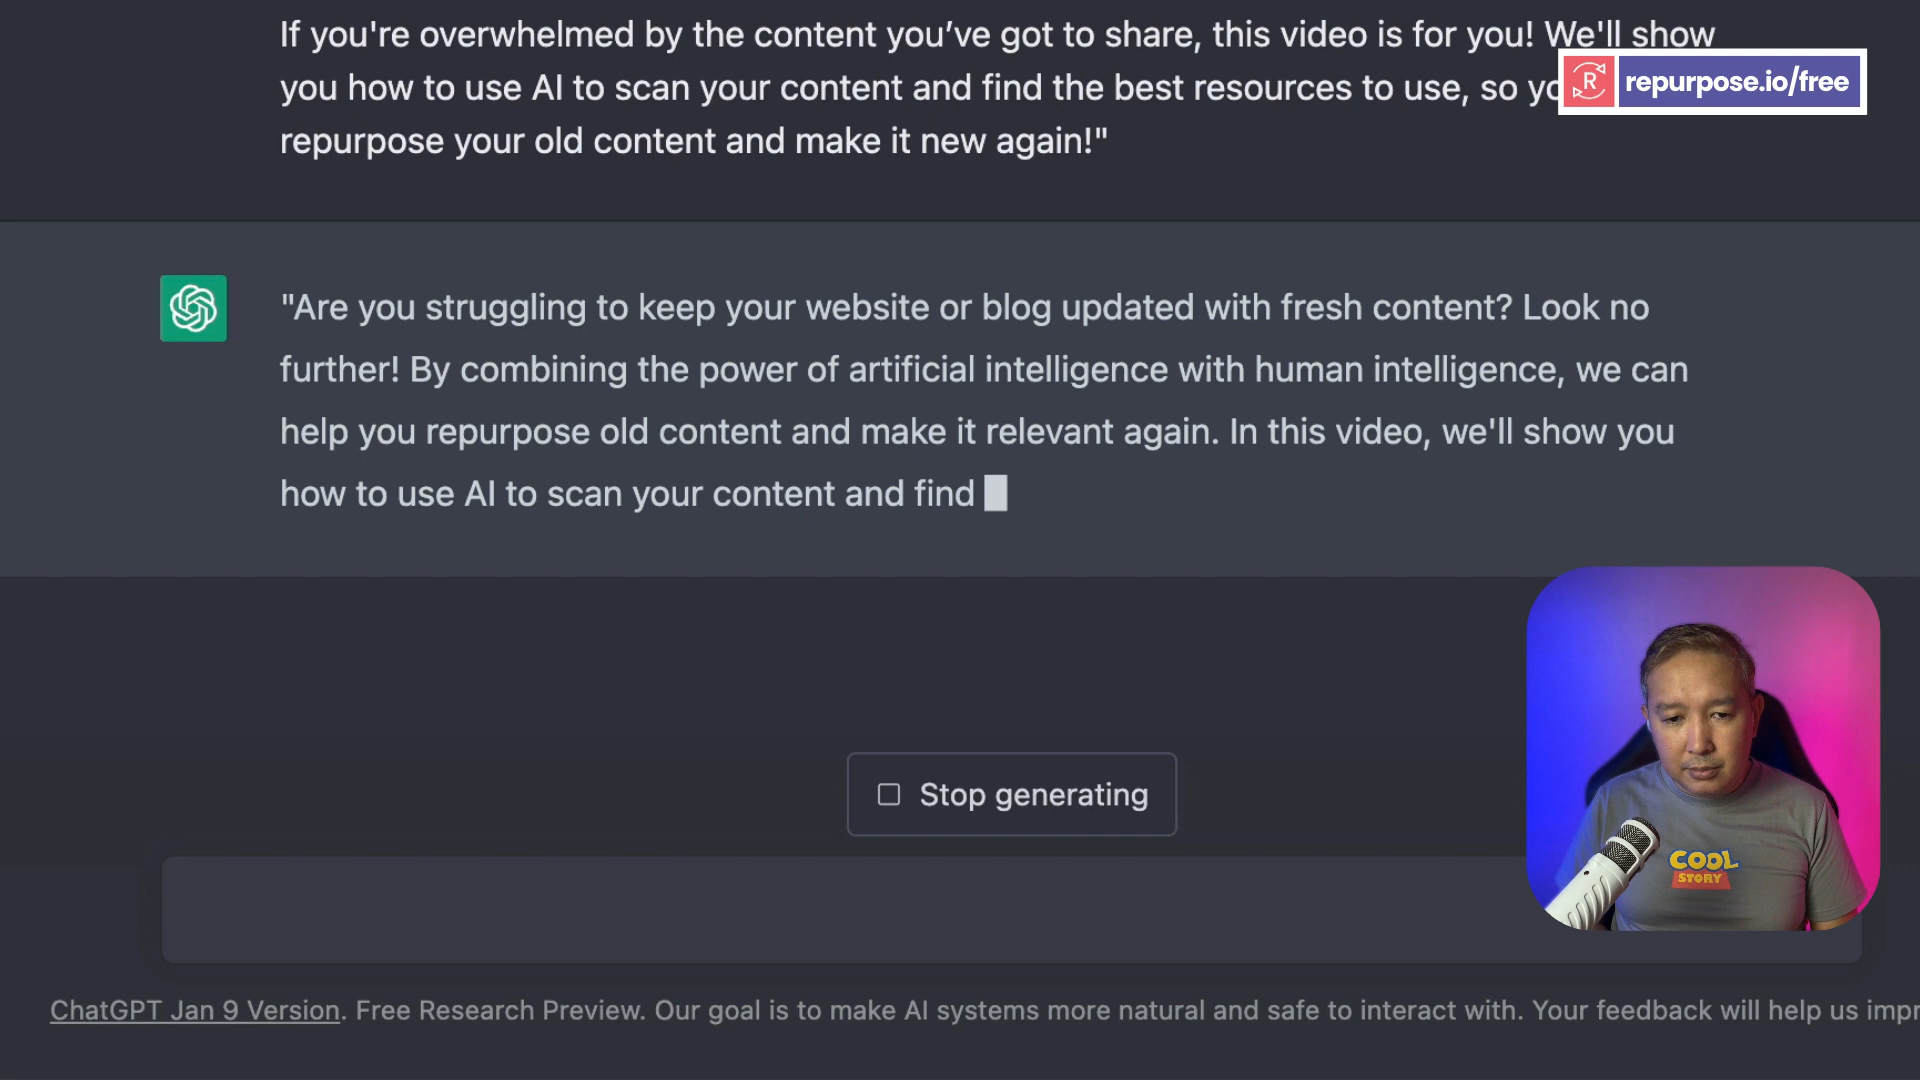 If you're overwhelmed by the content you’ve got to share, this video is for you! We'll show
you how to use AI to scan your content and find the best resources to use, so
repurpose your old content and make it new again!"
R repurpose.io/free
"Are you struggling to keep your website or blog updated with fresh content? Look no
further! By combining the power of artificial intelligence with human intelligence, we can
help you repurpose old content and make it relevant again. In this video, we'll show you
how to use AI to scan your content and find
Stop generating
COOL
STORY
ChatGPT Jan 9 Version. Free Research Preview. Our goal is to make AI systems more natural and safe to interact with. Your feedback will help us